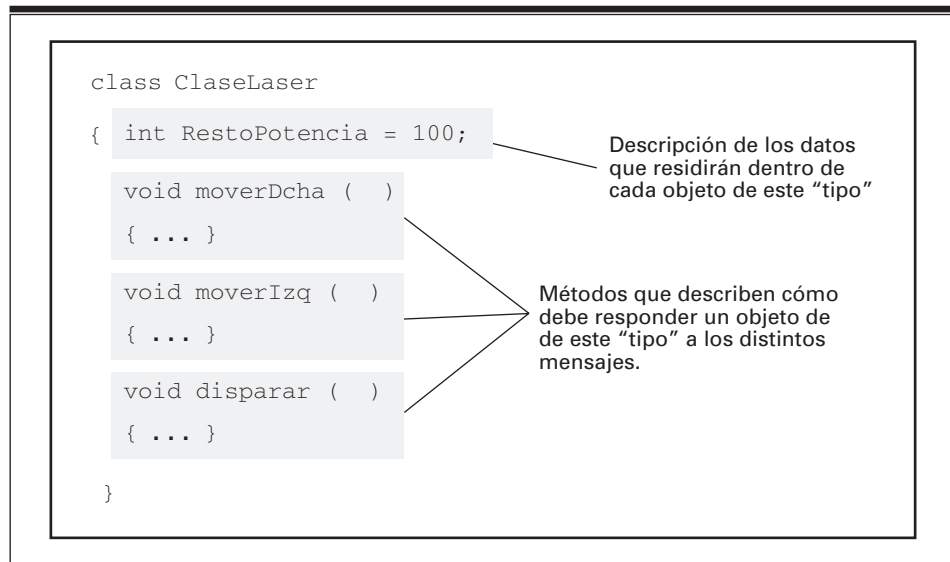 class ClaseLaser
{ int RestoPotencia = 100;
Descripción de los datos
que residirán dentro de
cada objeto de este “tipo”
void moverDcha (  )
{ ... }
void moverIzq (  )
{ ... }
Métodos que describen cómo
debe responder un objeto de
de este “tipo” a los distintos
mensajes.
void disparar (  )
{ ... }
}